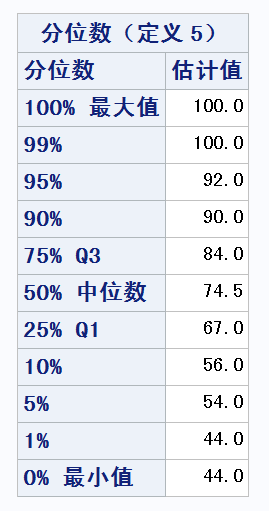 分位数（定义 5）
分位数 估计值
100% 最大值 100.0
99% 100.0
95% 92.0
90% 90.0
75% Q3 84.0
50% 中位数 74.5
25% Q1 67.0
10% 56.0
5% 54.0
1% 44.0
0% 最小值 44.0